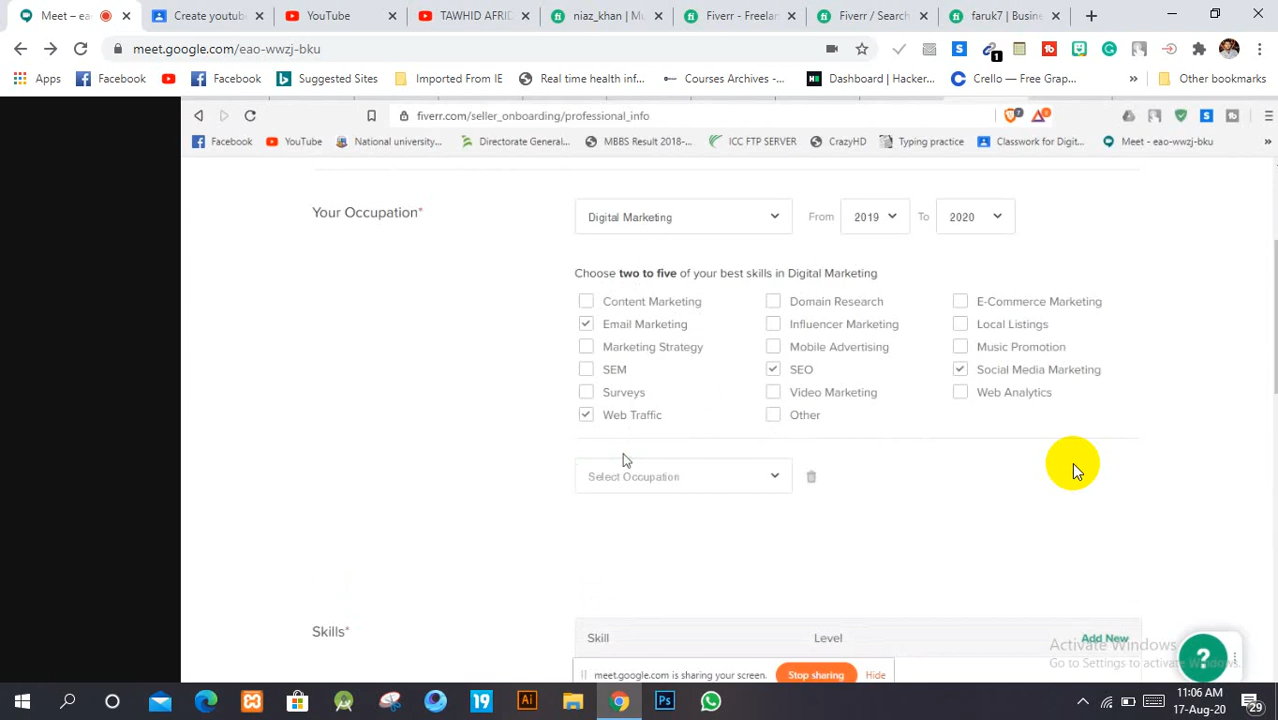 Meet – ea
Create youtub
YouTube
TAWHID AFRID
niaz_khan | Mu
Fiverr - Freelan
Fiverr / Search
faruk7 | Busine
meet.google.com/eao-wwzj-bku
1
Apps
Facebook
Facebook
Suggested Sites
Imported From IE
Real time health inf...
Courses Archives -...
Dashboard | Hacker...
Crello — Free Grap...
»
Other bookmarks
fiverr.com/seller_onboarding/professional_info
Facebook
YouTube
National university...
Directorate General...
MBBS Result 2018-...
ICC FTP SERVER
CrazyHD
Typing practice
Classwork for Digit...
Meet - eao-wwzj-bku
»
Your Occupation*
Digital Marketing
From
2019
To
2020
Choose two to five of your best skills in Digital Marketing
Content Marketing
Domain Research
E-Commerce Marketing
Email Marketing
Influencer Marketing
Local Listings
Marketing Strategy
Mobile Advertising
Music Promotion
SEM
SEO
Social Media Marketing
Surveys
Video Marketing
Web Analytics
Web Traffic
Other
Select Occupation
Skills*
Skill
Level
Add New
Activate Windows
Go to Settings to activate Windows.
?
meet.google.com is sharing your screen.
Stop sharing
Hide
19
Ai
Ps
11:06 AM
17-Aug-20
29